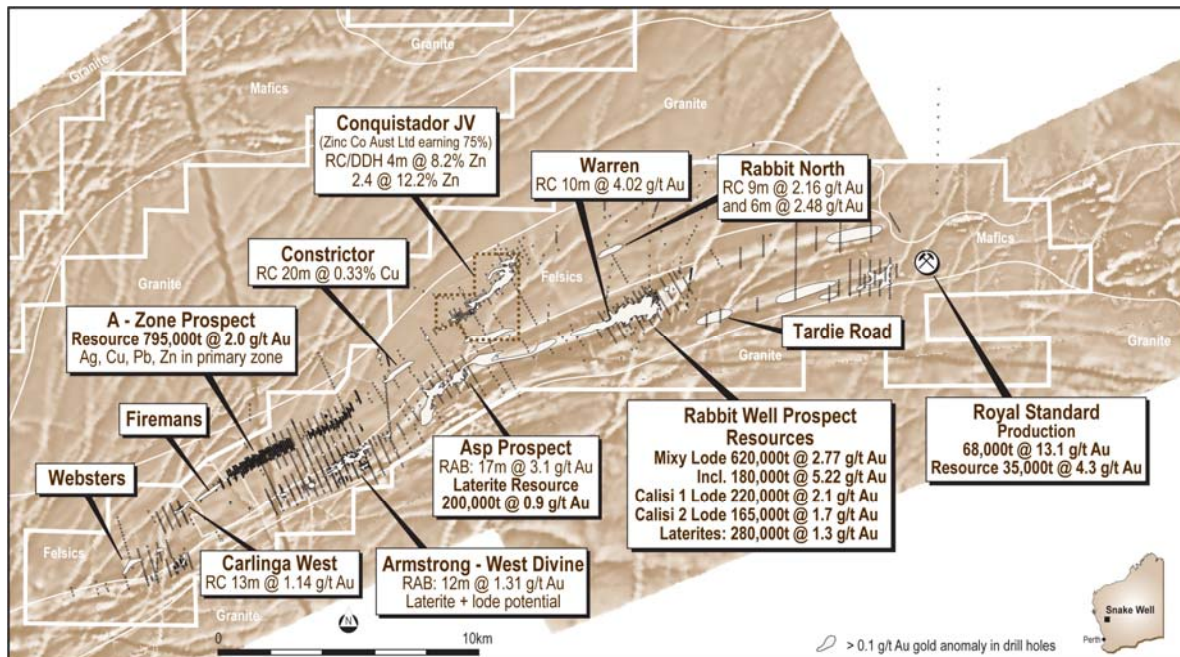 Granite
Mafics
Granite
Granite
Conquistador JV
(Zinc Co Aust Ltd earning 75%)
RC/DDH 4m @ 8.2% Zn
2.4 @ 12.2% Zn
Warren
RC 10m @ 4.02 g/t Au
Rabbit North
RC 9m @ 2.16 g/t Au
and 6m @ 2.48 g/t Au
Constrictor
RC 20m @ 0.33% Cu
Felsics
Mafics
Granite
Granite
A - Zone Prospect
Resource 795,000t @ 2.0 g/t Au
Ag, Cu, Pb, Zn in primary zone
Tardie Road
Granite
Firemans
Websters
Asp Prospect
RAB: 17m @ 3.1 g/t Au
Laterite Resource
200,000t @ 0.9 g/t Au
Rabbit Well Prospect
Resources
Mixy Lode 620,000t @ 2.77 g/t Au
Incl. 180,000t @ 5.22 g/t Au
Calisi 1 Lode 220,000t @ 2.1 g/t Au
Calisi 2 Lode 165,000t @ 1.7 g/t Au
Laterites: 280,000t @ 1.3 g/t Au
Royal Standard
Production
68,000t @ 13.1 g/t Au
Resource 35,000t @ 4.3 g/t Au
Felsics
Carlinga West
RC 13m @ 1.14 g/t Au
Armstrong - West Divine
RAB: 12m @ 1.31 g/t Au
Laterite + lode potential
Granite
N
0 10km
> 0.1 g/t Au gold anomaly in drill holes
Snake Well
Perth